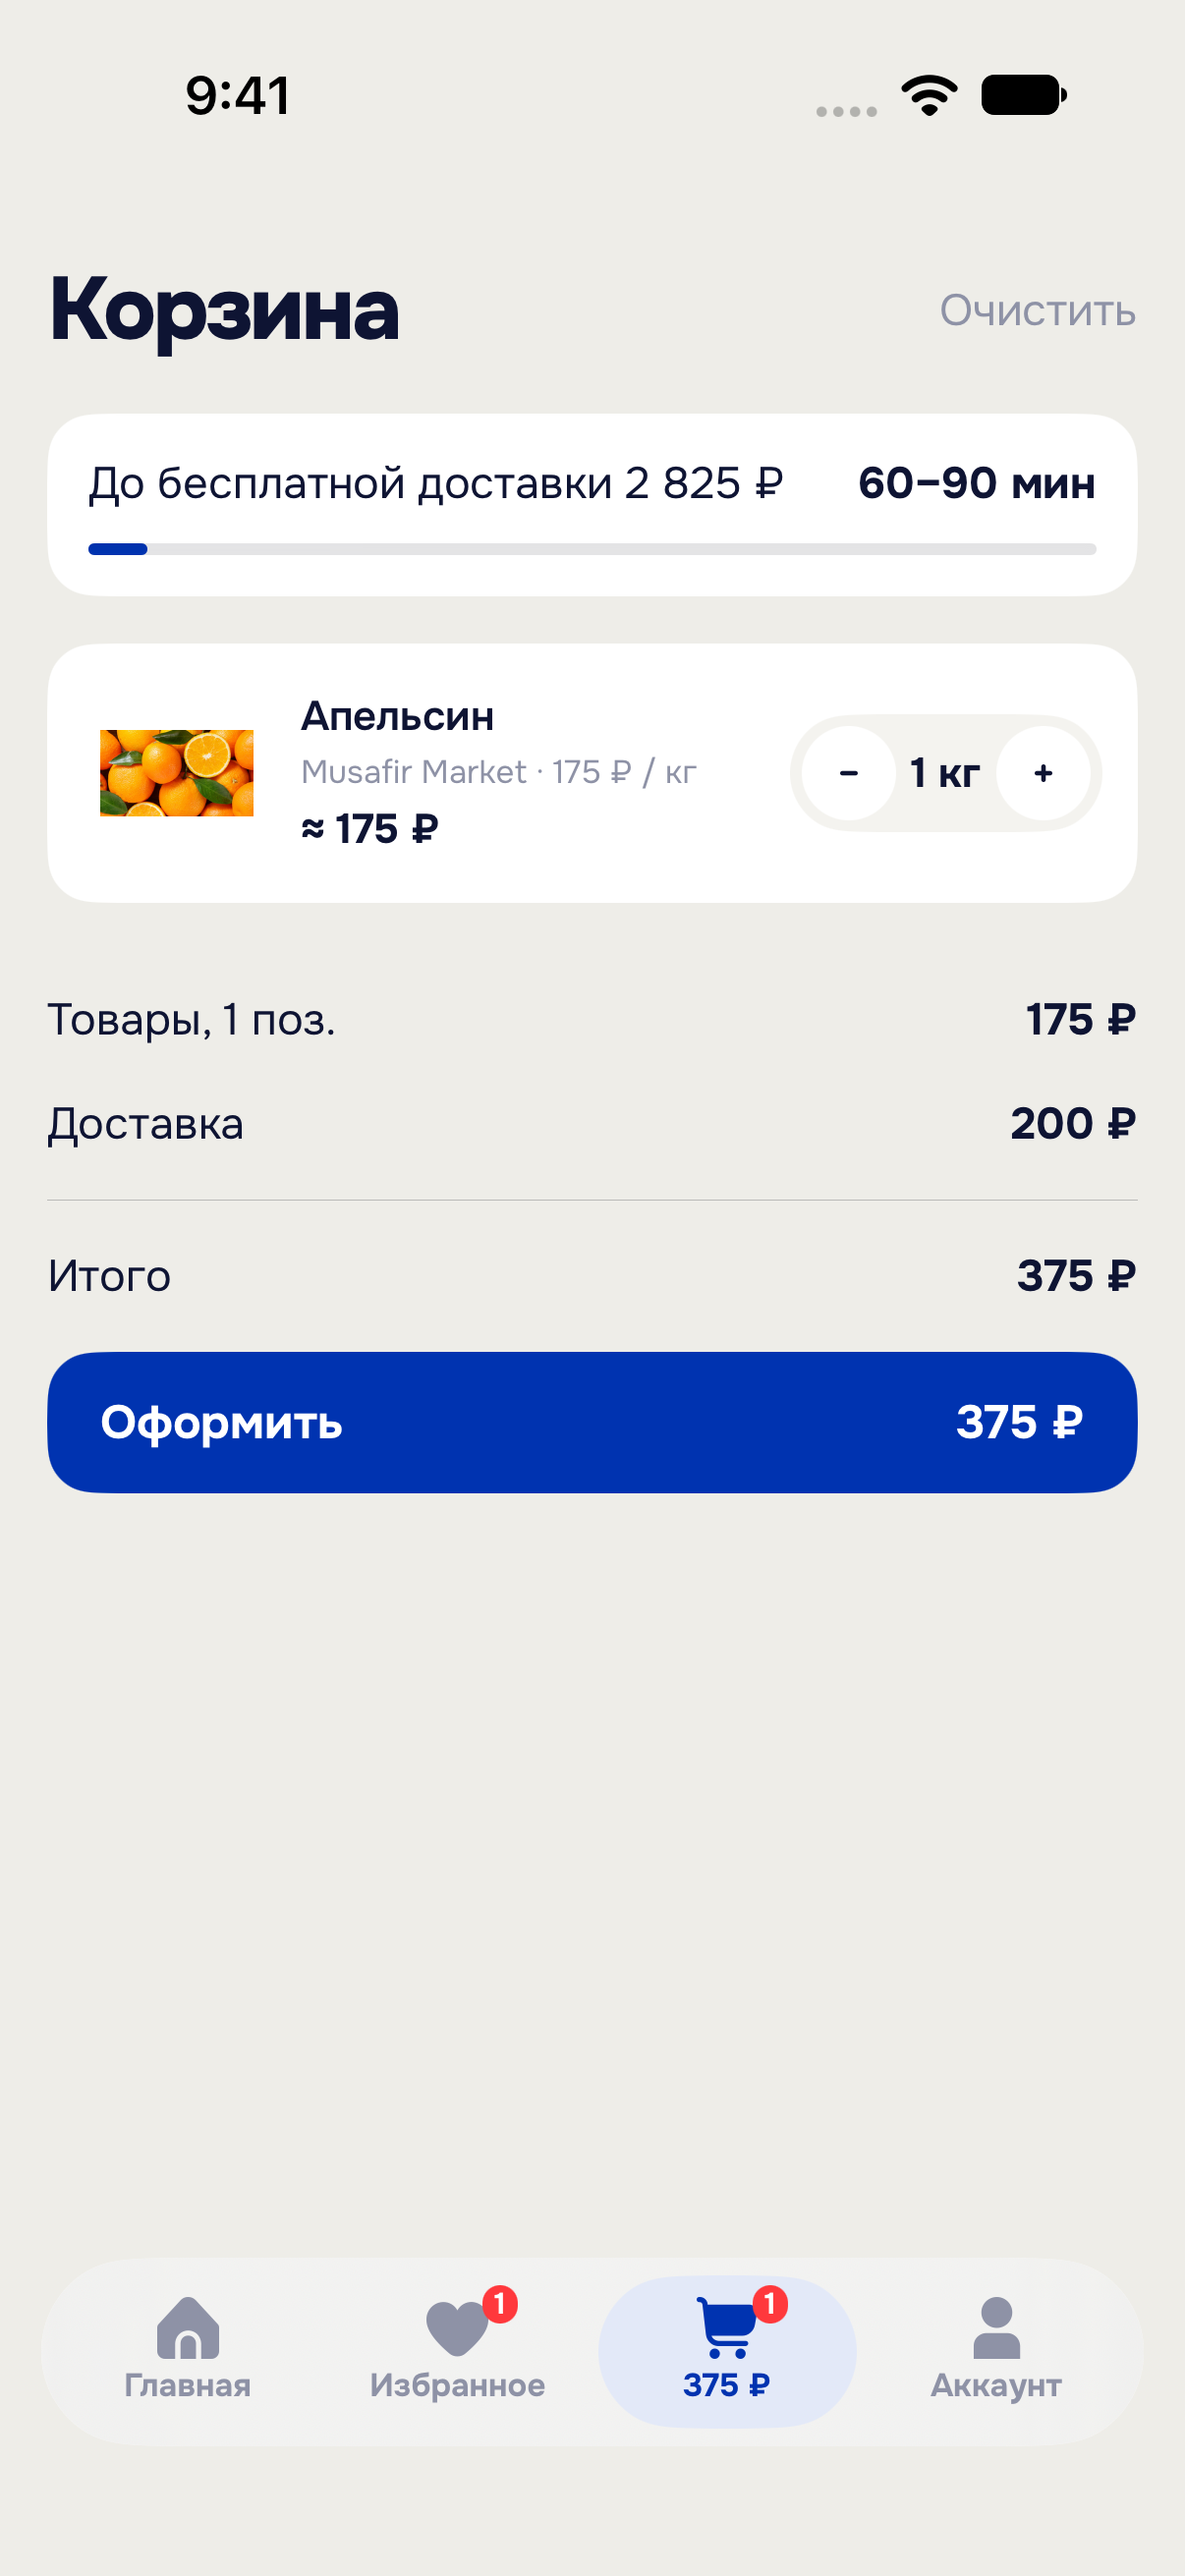 9:41
Корзина
Очистить
До бесплатной доставки 2 825 ₽
60–90 мин
Апельсин
Musafir Market · 175 ₽ / кг
≈ 175 ₽
− 1 кг +
Товары, 1 поз.
175 ₽
Доставка
200 ₽
Итого
375 ₽
Оформить
375 ₽
1
1
Главная
Избранное
375 ₽
Аккаунт